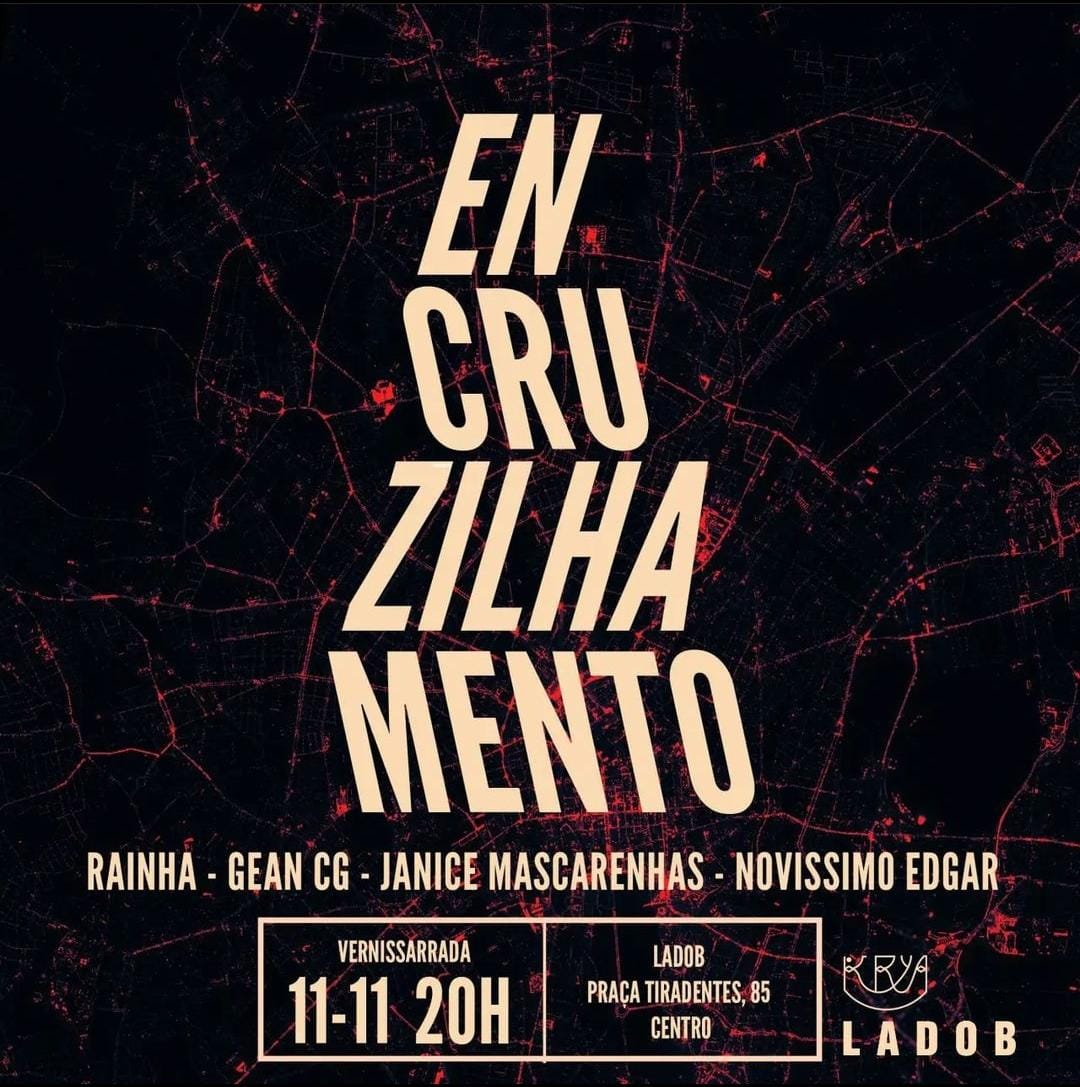 EN
CRU
ZILHA
MENTO
RAINHA - GEAN CG - JANICE MASCARENHAS - NOVISSIMO EDGAR
VERNISSARRADA
11-11 20H
LADOB
PRAÇA TIRADENTES, 85
CENTRO
KRYA
LADOB